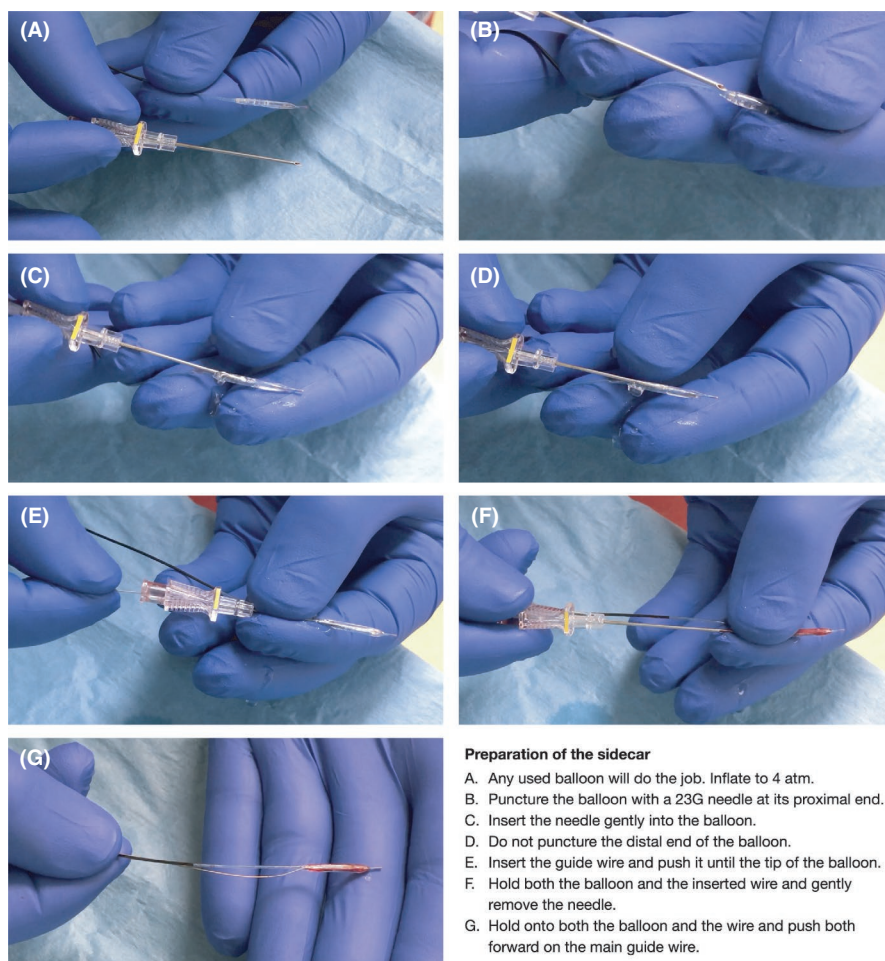 (A)
(B)
(C)
(D)
(E)
(F)
(G)
Preparation of the sidecar
A. Any used balloon will do the job. Inflate to 4 atm.
B. Puncture the balloon with a 23G needle at its proximal end.
C. Insert the needle gently into the balloon.
D. Do not puncture the distal end of the balloon.
E. Insert the guide wire and push it until the tip of the balloon.
F. Hold both the balloon and the inserted wire and gently
remove the needle.
G. Hold onto both the balloon and the wire and push both
forward on the main guide wire.